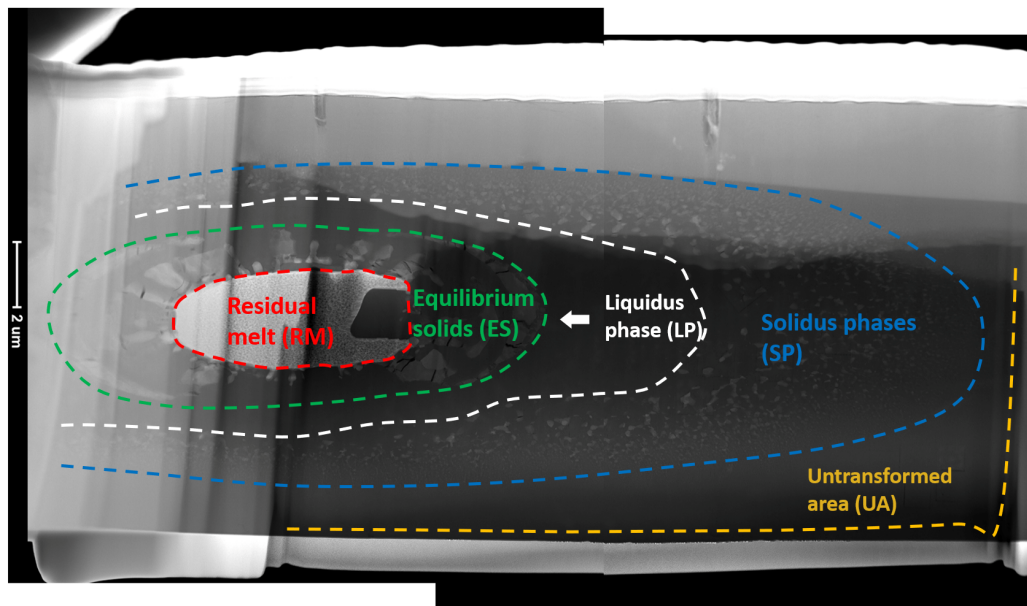 Residual
melt (RM)
Equilibrium
solids (ES)
Liquidus
phase (LP)
Solidus phases
(SP)
2 um
Untransformed
area (UA)